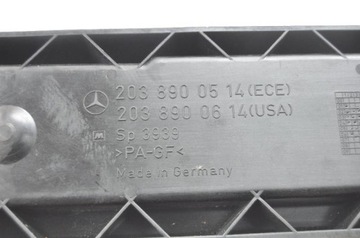 203 890 05 14(ECE)
203 890 06 14(USA)
Sp 3939
>PA-GF<
Made in Germany